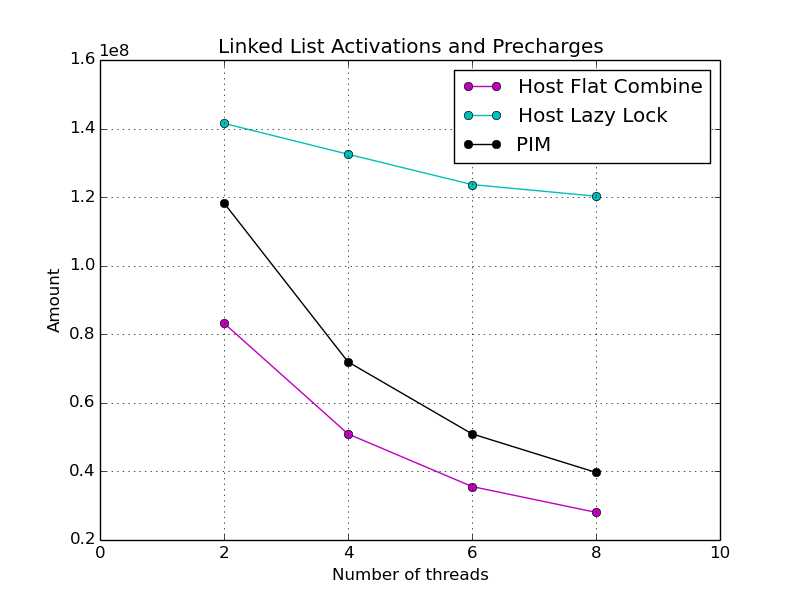 Linked List Activations and Precharges
1e8
1.6
1.4
1.2
1.0
0.8
0.6
0.4
0.2
Amount
Host Flat Combine
Host Lazy Lock
PIM
0 2 4 6 8 10
Number of threads